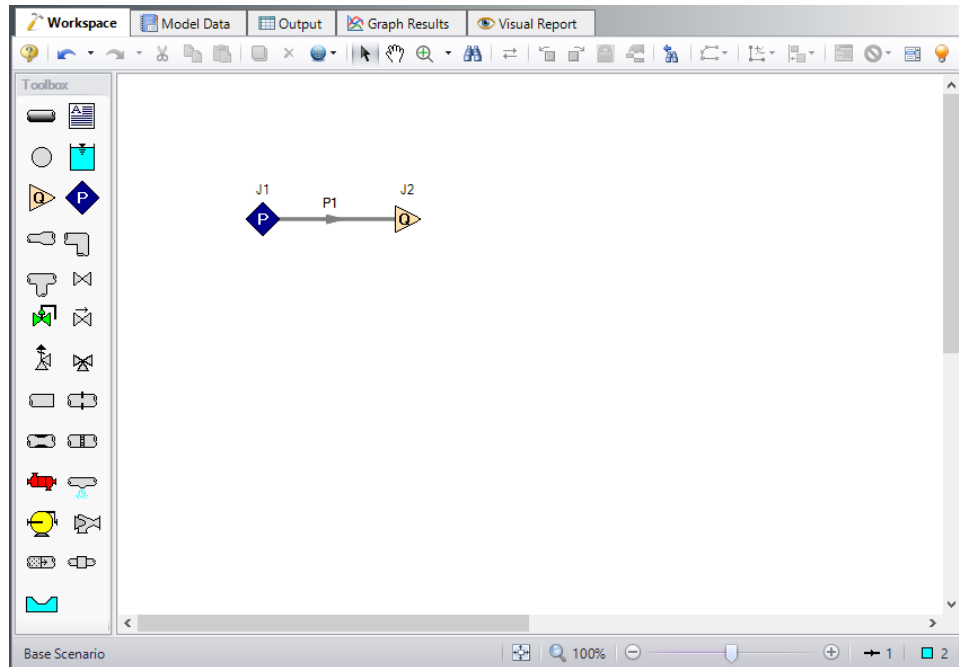 Workspace Model Data Output Graph Results Visual Report
Toolbox
A
Q P
J1 J2
P1
P Q
Base Scenario 100% 1 2